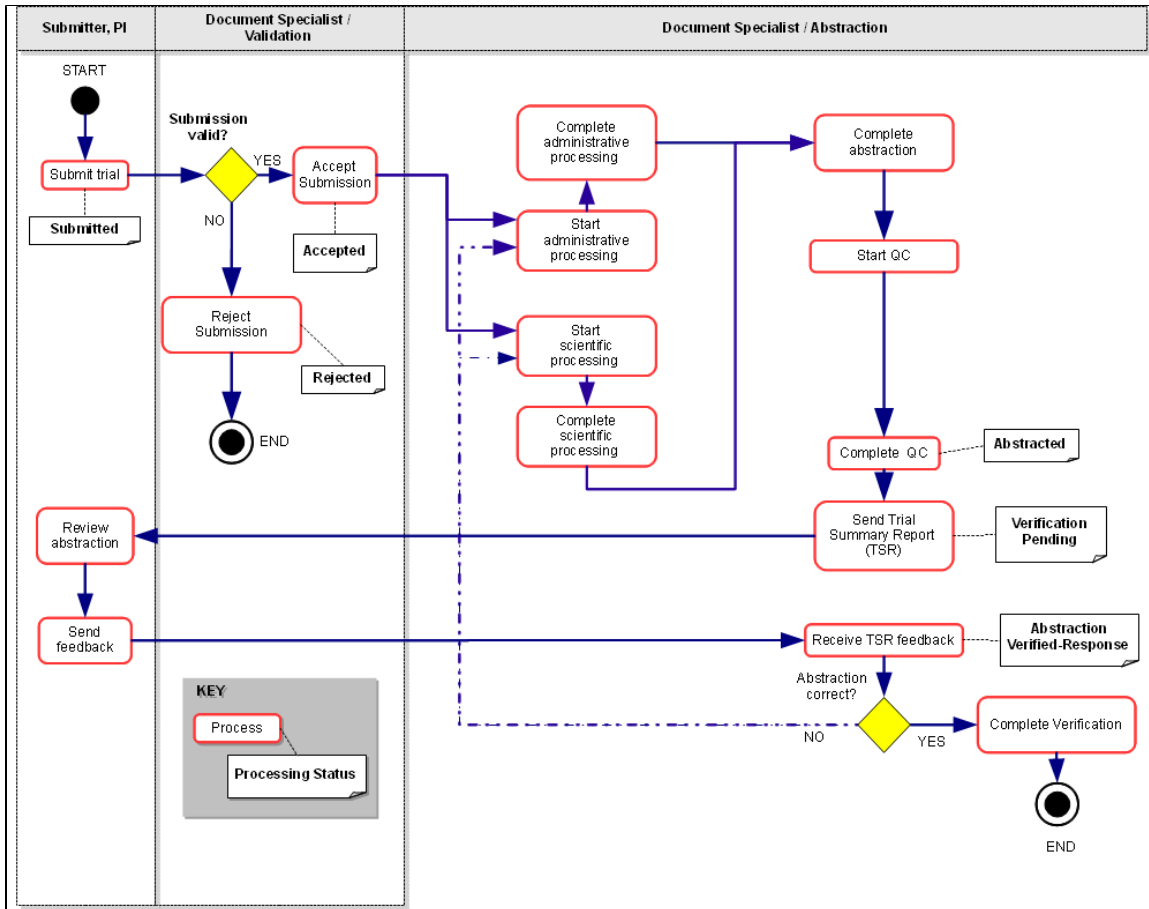 Submitter, PI
Document Specialist /
Validation
Document Specialist / Abstraction
START
Submission
valid?
YES
NO
Submit trial
Submitted
Accept
Submission
Accepted
Reject
Submission
Rejected
END
Complete
administrative
processing
Start
administrative
processing
Start
scientific
processing
Complete
scientific
processing
Complete
abstraction
Start QC
Complete QC
Abstracted
Send Trial
Summary Report
(TSR)
Verification
Pending
Review
abstraction
Send
feedback
Receive TSR feedback
Abstraction
Verified-Response
Abstraction
correct?
NO
YES
Complete Verification
END
KEY
Process
Processing Status